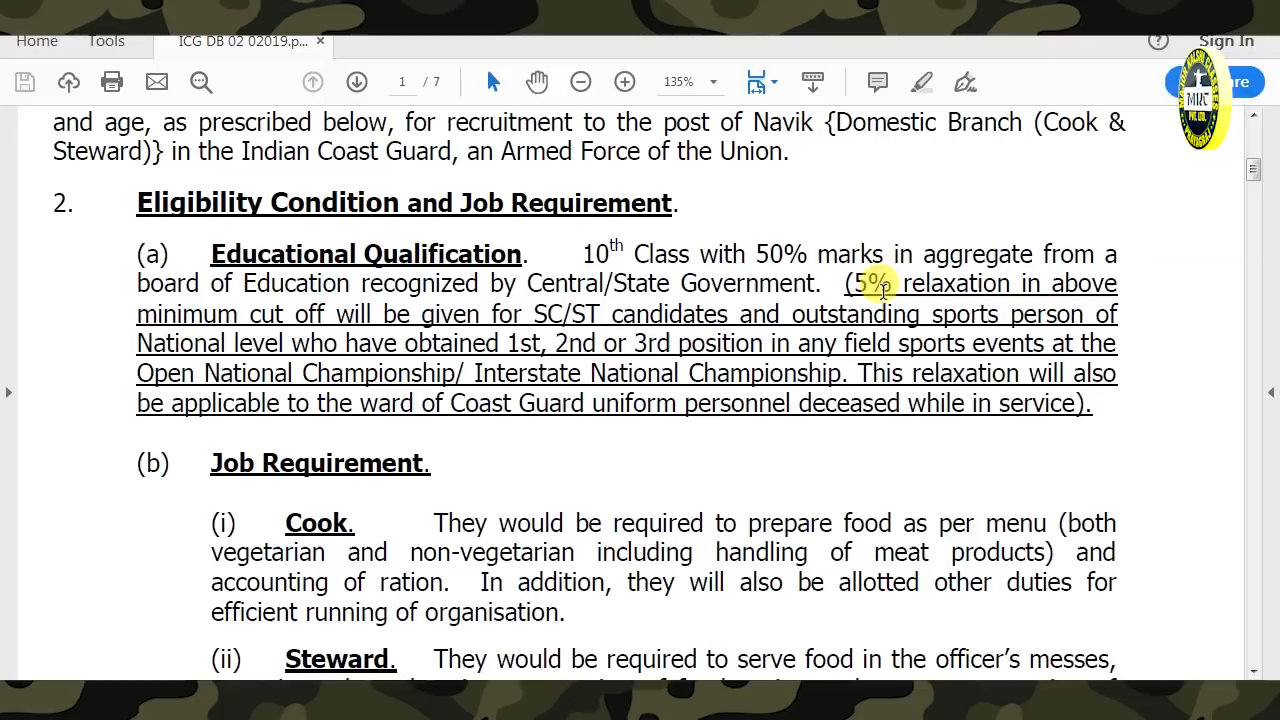 Home Tools ICG DB 02 02019.p... × Sign In
1 / 7 135%
MKC
PVT. LTD.
and age, as prescribed below, for recruitment to the post of Navik {Domestic Branch (Cook &
Steward)} in the Indian Coast Guard, an Armed Force of the Union.
2. Eligibility Condition and Job Requirement.
(a) Educational Qualification. 10th Class with 50% marks in aggregate from a
board of Education recognized by Central/State Government. (5% relaxation in above
minimum cut off will be given for SC/ST candidates and outstanding sports person of
National level who have obtained 1st, 2nd or 3rd position in any field sports events at the
Open National Championship/ Interstate National Championship. This relaxation will also
be applicable to the ward of Coast Guard uniform personnel deceased while in service).
(b) Job Requirement.
(i) Cook. They would be required to prepare food as per menu (both
vegetarian and non-vegetarian including handling of meat products) and
accounting of ration. In addition, they will also be allotted other duties for
efficient running of organisation.
(ii) Steward. They would be required to serve food in the officer's messes,